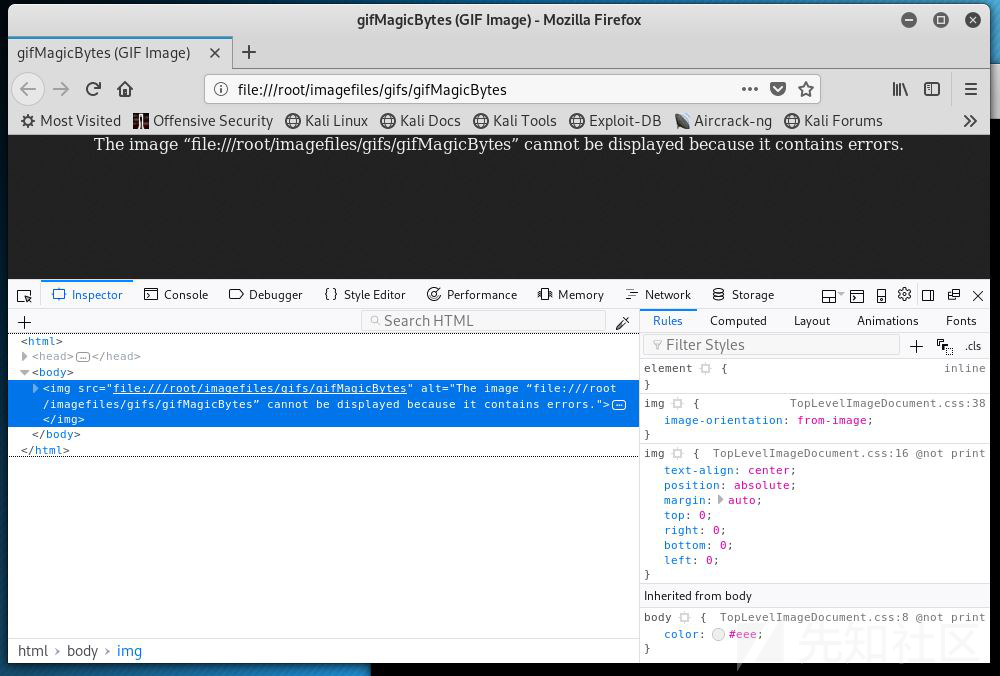 gifMagicBytes (GIF Image) - Mozilla Firefox
gifMagicBytes (GIF Image)
file:///root/imagefiles/gifs/gifMagicBytes
Most Visited Offensive Security Kali Linux Kali Docs Kali Tools Exploit-DB Aircrack-ng Kali Forums
The image “file:///root/imagefiles/gifs/gifMagicBytes” cannot be displayed because it contains errors.
Inspector Console Debugger {} Style Editor Performance Memory Network Storage
Search HTML
<html>
<head></head>
<body>
<img src="file:///root/imagefiles/gifs/gifMagicBytes" alt="The image “file:///root
/imagefiles/gifs/gifMagicBytes” cannot be displayed because it contains errors.">
</img>
</body>
</html>
html > body > img
Rules Computed Layout Animations Fonts
Filter Styles + .cls
element { inline
}
img { TopLevelImageDocument.css:38
image-orientation: from-image;
}
img { TopLevelImageDocument.css:16 @not print
text-align: center;
position: absolute;
margin: auto;
top: 0;
right: 0;
bottom: 0;
left: 0;
}
Inherited from body
body { TopLevelImageDocument.css:8 @not print
color: #eee;
}
先知社区